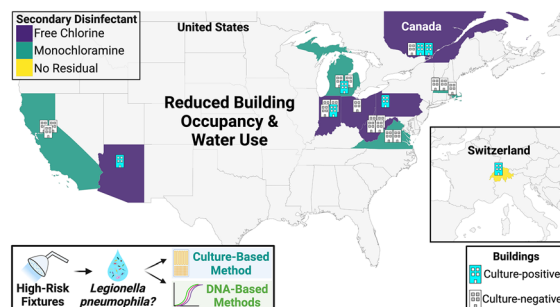 Secondary Disinfectant
Free Chlorine
Monochloramine
No Residual
United States
Canada
Reduced Building
Occupancy &
Water Use
Switzerland
High-Risk
Fixtures
Legionella
pneumophila?
Culture-Based
Method
DNA-Based
Methods
Buildings
Culture-positive
Culture-negative